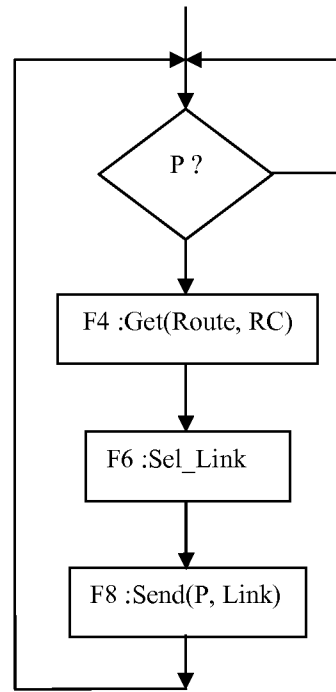 P ?
F4 :Get(Route, RC)
F6 :Sel_Link
F8 :Send(P, Link)